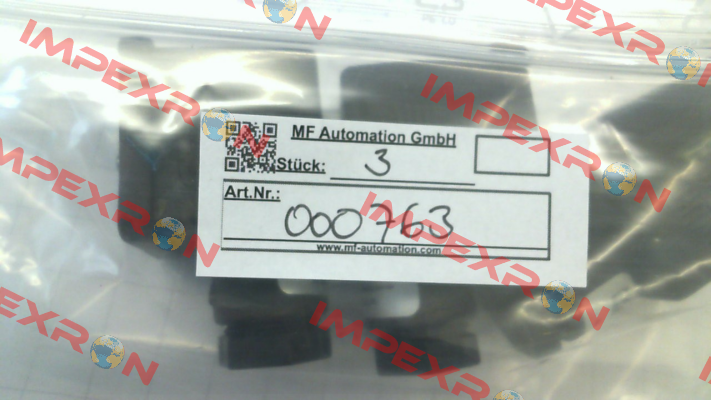 MF Automation GmbH
Stück: 3
Art.Nr.:
000763
www.mf-automation.com
IMPEXRON
IMPEXRON
IMPEXRON
IMPEXRON
IMPEXRON
IMPEXRON
IMPEXRON
IMPEXRON